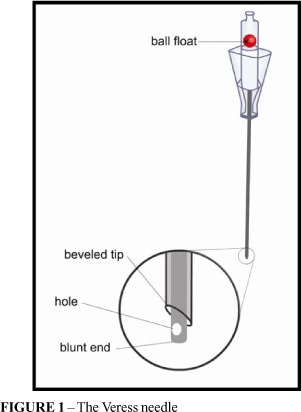 ball float
beveled tip
hole
blunt end
FIGURE 1 – The Veress needle